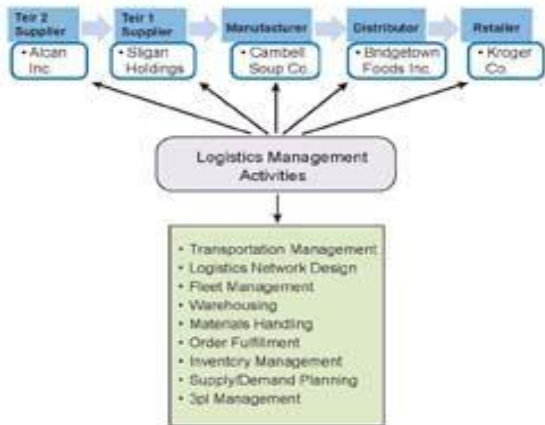 Teir 2
Supplier
Teir 1
Supplier
Manufacturer
Distributor
Retailer
• Alcan
Inc.
• Sligan
Holdings
• Cambell
Soup Co.
• Bridgetown
Foods Inc.
• Kroger
Co.
Logistics Management
Activities
• Transportation Management
• Logistics Network Design
• Fleet Management
• Warehousing
• Materials Handling
• Order Fulfillment
• Inventory Management
• Supply/Demand Planning
• 3pl Management